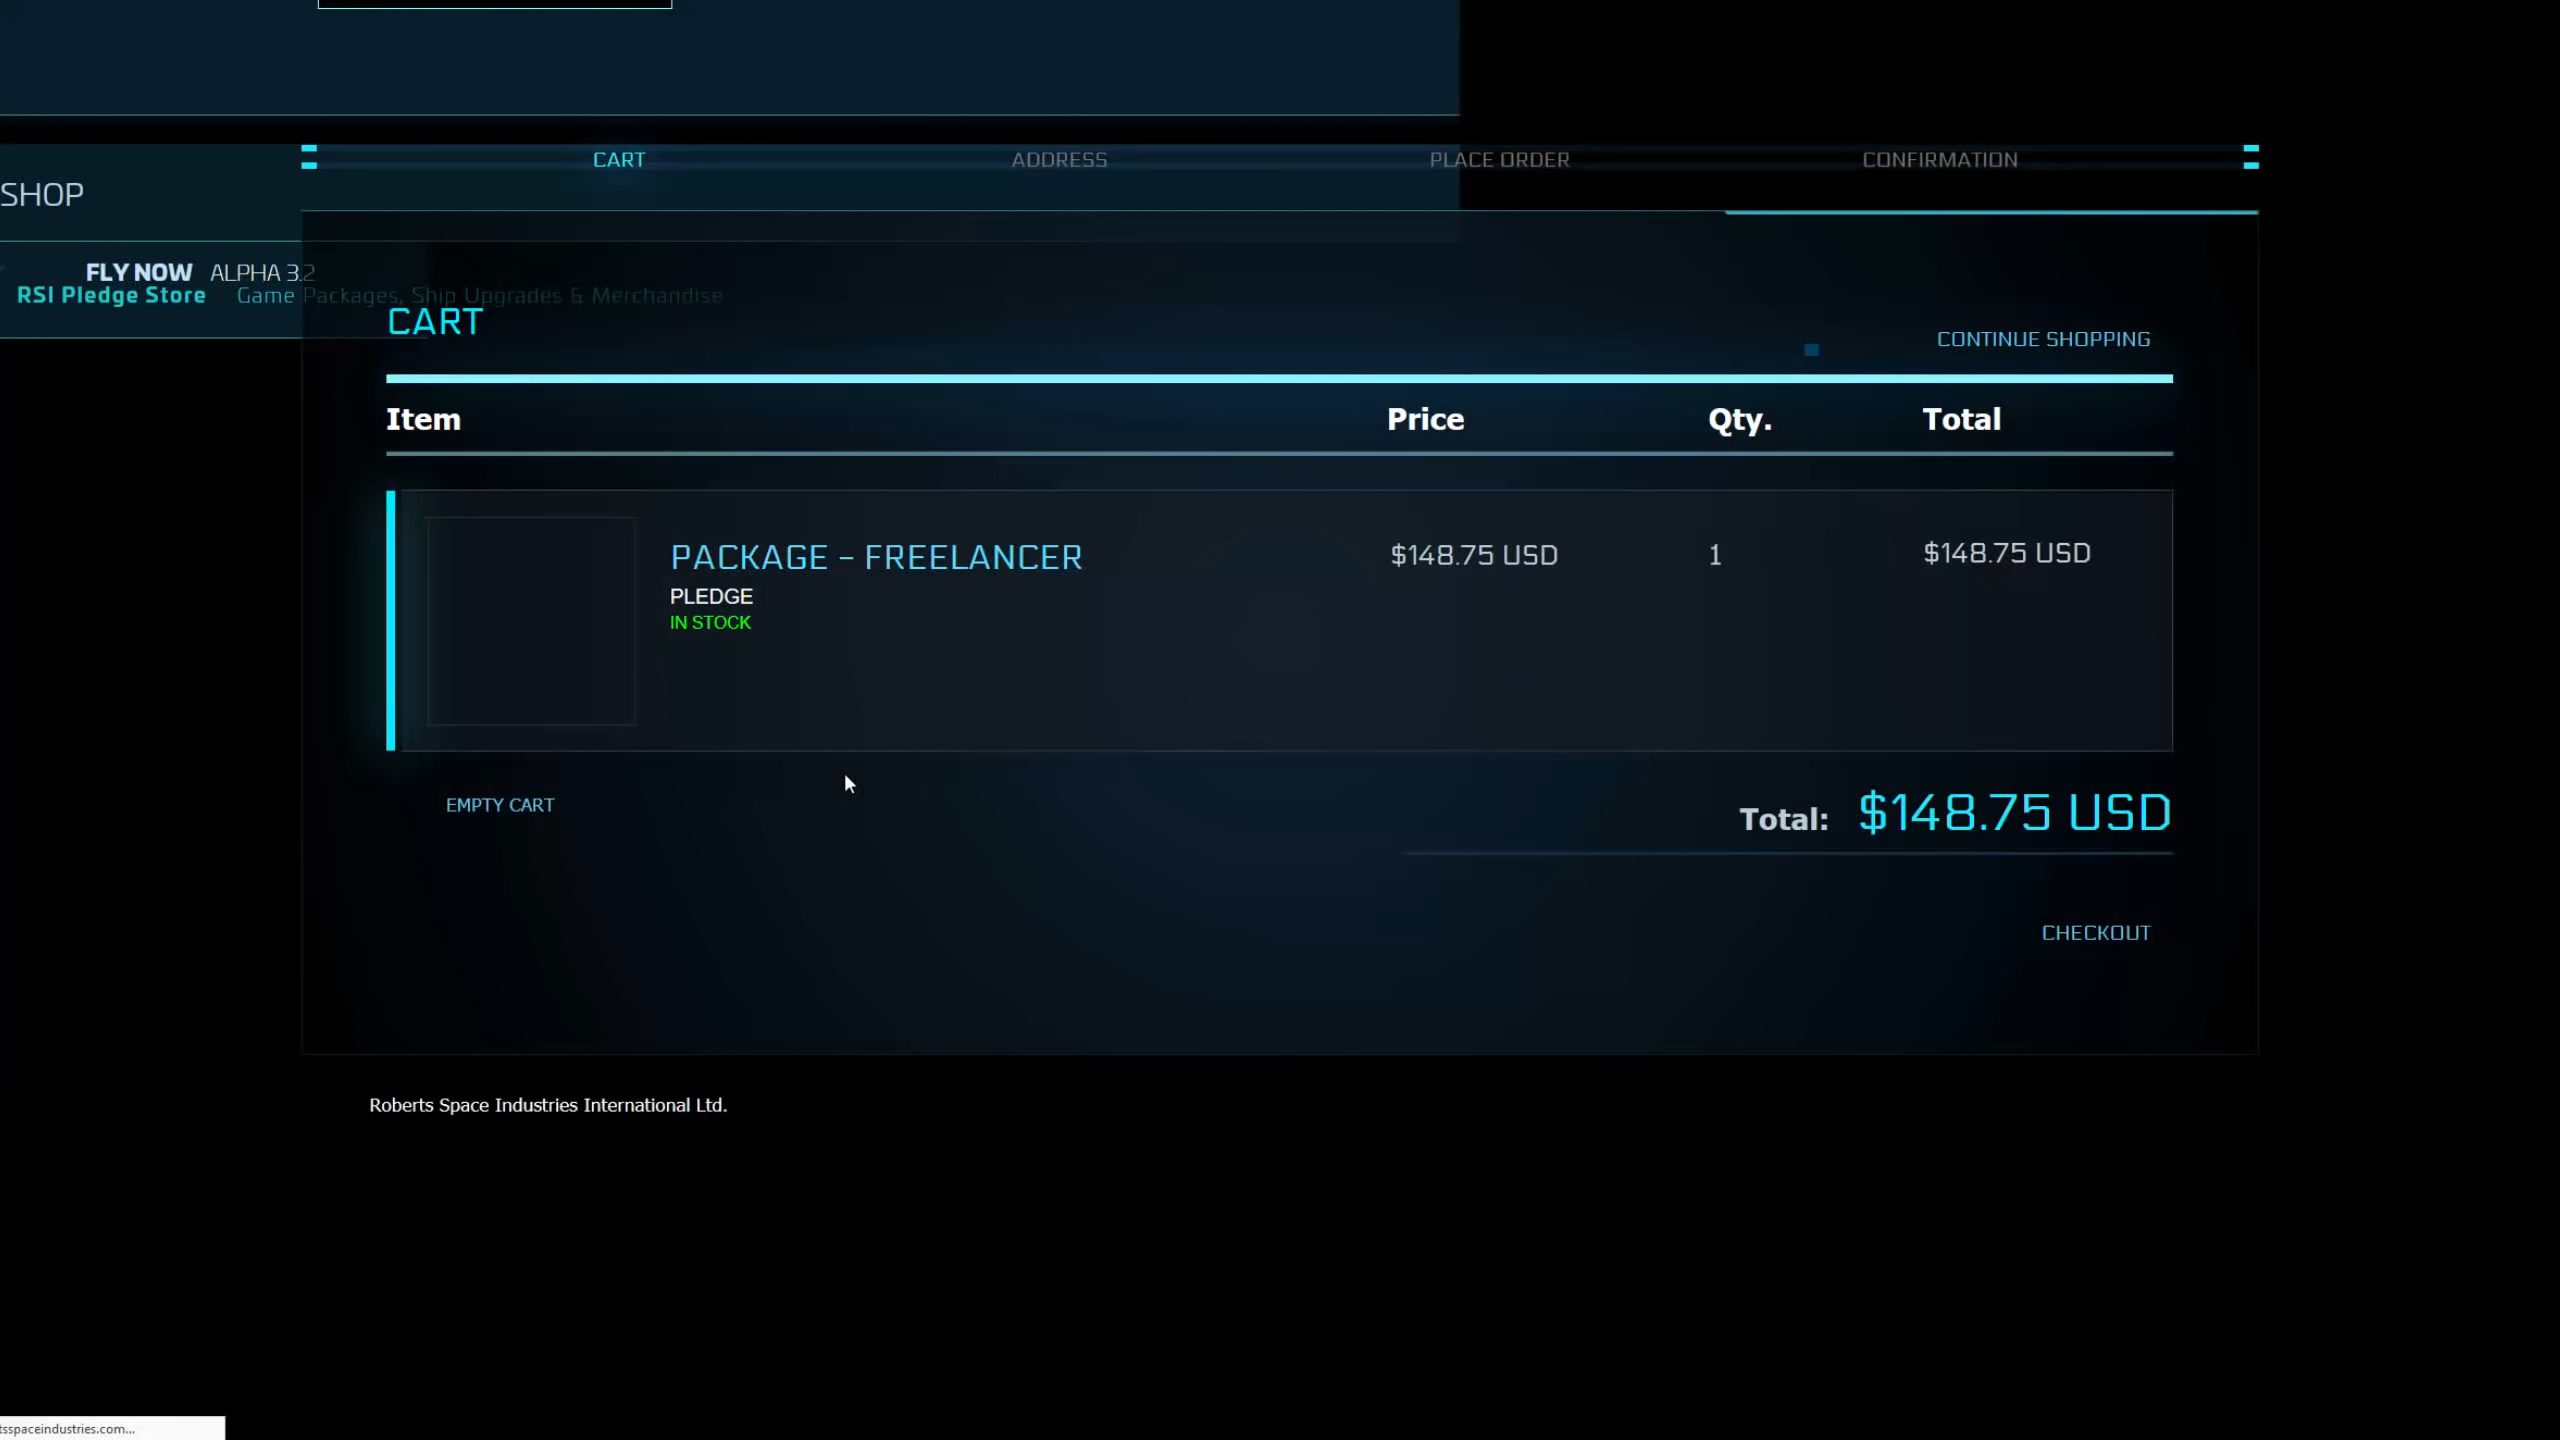 CART ADDRESS PLACE ORDER CONFIRMATION
SHOP
FLY NOW ALPHA 3.2
RSI Pledge Store Game Packages, Ship Upgrades & Merchandise
CART
CONTINUE SHOPPING
Item Price Qty. Total
PACKAGE - FREELANCER $148.75 USD 1 $148.75 USD
PLEDGE
IN STOCK
EMPTY CART
Total: $148.75 USD
CHECKOUT
Roberts Space Industries International Ltd.
tsspaceindustries.com...